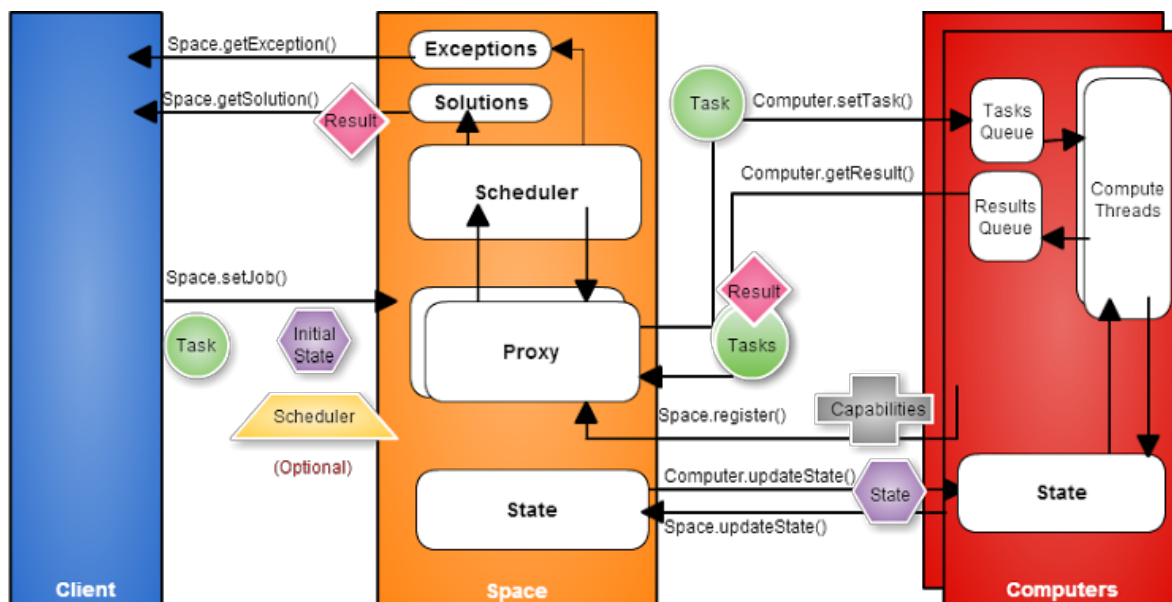 Space.getException()
Exceptions
Space.getSolution()
Result
Solutions
Task
Computer.setTask()
Tasks
Queue
Scheduler
Computer.getResult()
Results
Queue
Compute
Threads
Space.setJob()
Task
Initial
State
Proxy
Result
Tasks
Scheduler
(Optional)
Space.register()
Capabilities
State
Computer.updateState()
State
Space.updateState()
State
Client
Space
Computers